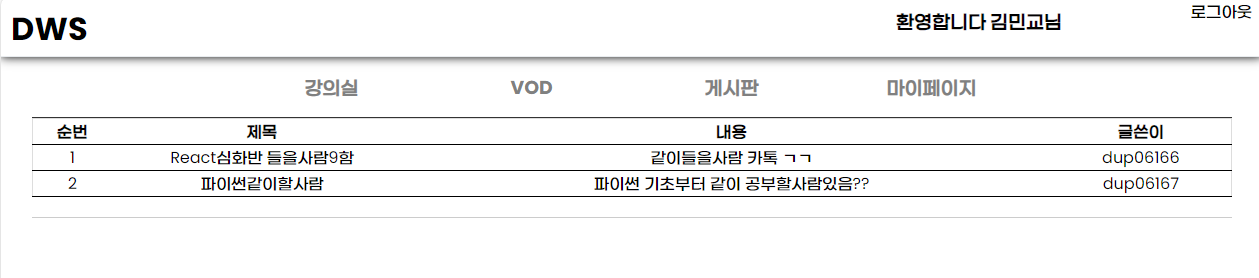 DWS 환영합니다 김민교님 로그아웃
강의실 VOD 게시판 마이페이지
순번 제목 내용 글쓴이
1 React심화반 들을사람9함 같이들을사람 카톡 ㄱㄱ dup06166
2 파이썬같이할사람 파이썬 기초부터 같이 공부할사람있음?? dup06167